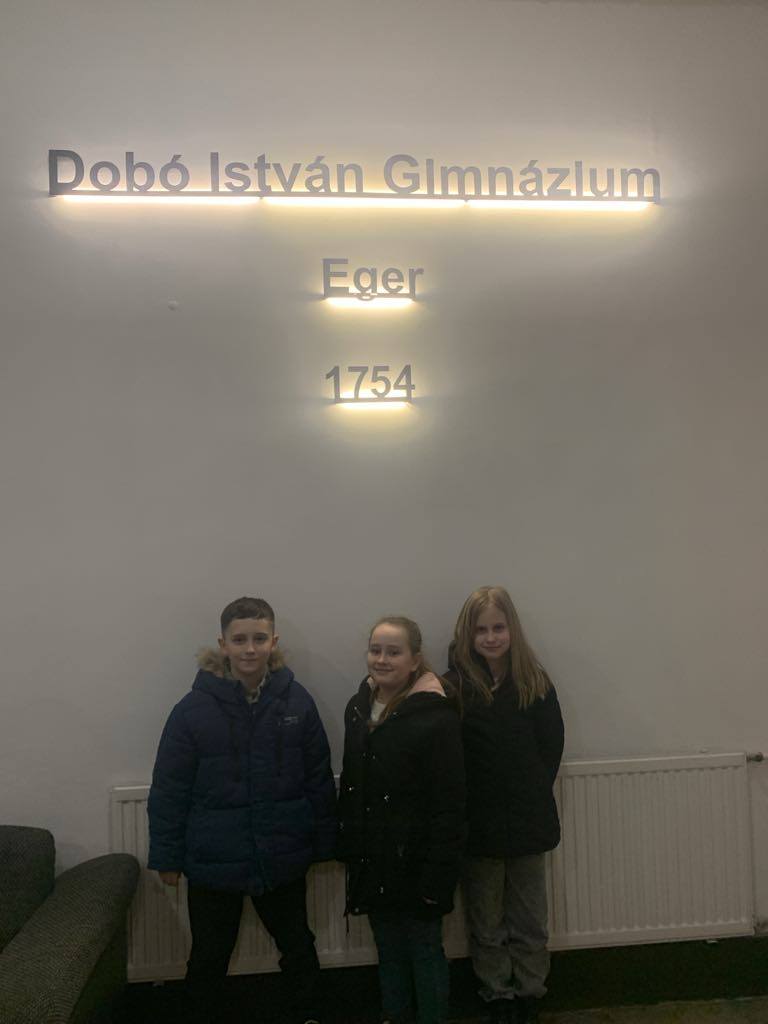 Dobó István Gimnázium
Eger
1754